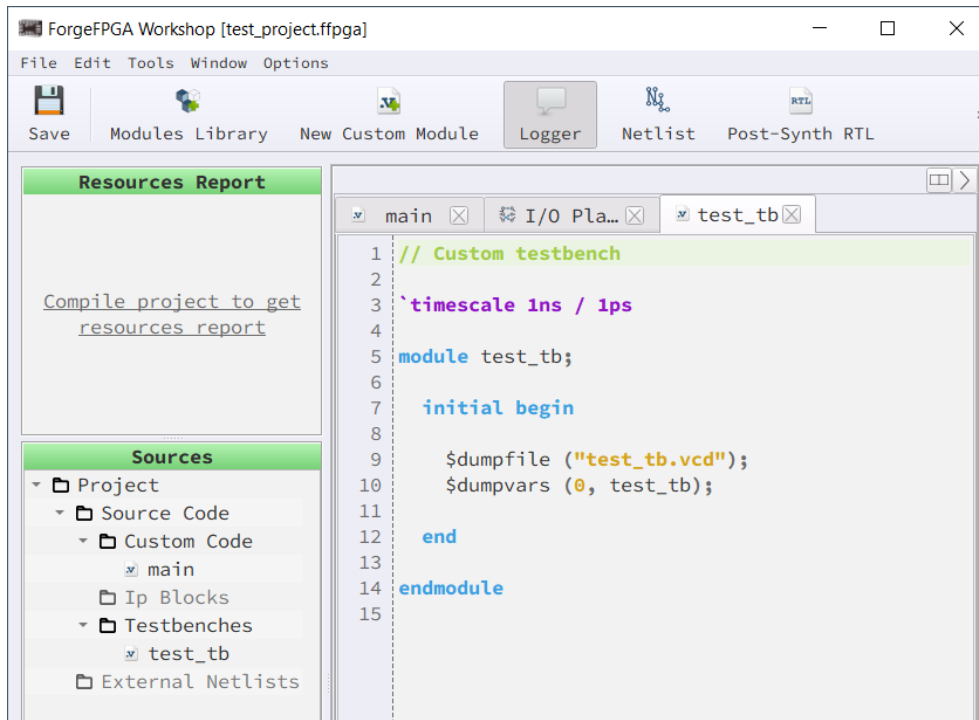 ForgeFPGA Workshop [test_project.ffpga]
File Edit Tools Window Options
Save Modules Library New Custom Module Logger Netlist RTL Post-Synth RTL
Resources Report
Compile project to get
resources report
Sources
Project
Source Code
Custom Code
main
Ip Blocks
Testbenches
test_tb
External Netlists
main I/O Pla… test_tb
1 // Custom testbench
2
3 `timescale 1ns / 1ps
4
5 module test_tb;
6
7 initial begin
8
9 $dumpfile ("test_tb.vcd");
10 $dumpvars (0, test_tb);
11
12 end
13
14 endmodule
15